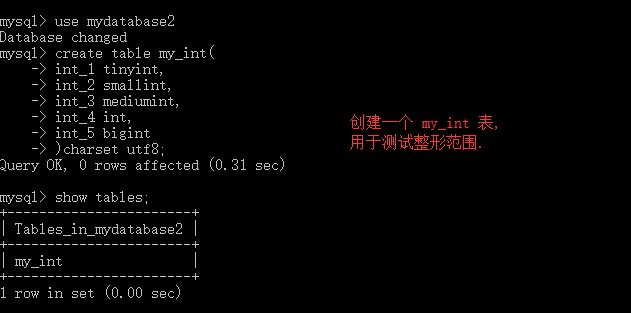 mysql> use mydatabase2
Database changed
mysql> create table my_int(
    -> int_1 tinyint,
    -> int_2 smallint,
    -> int_3 mediumint,
    -> int_4 int,
    -> int_5 bigint
    -> )charset utf8;
Query OK, 0 rows affected (0.31 sec)
创建一个 my_int 表,
用于测试整形范围.
mysql> show tables;
+-----------------------+
| Tables_in_mydatabase2 |
+-----------------------+
| my_int                |
+-----------------------+
1 row in set (0.00 sec)